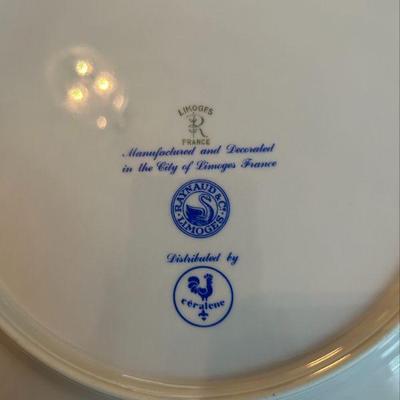 LIMOGES
R
FRANCE
Manufactured and Decorated
in the City of Limoges France
RAYNAUD & Co
LIMOGES
Distributed by
céralene